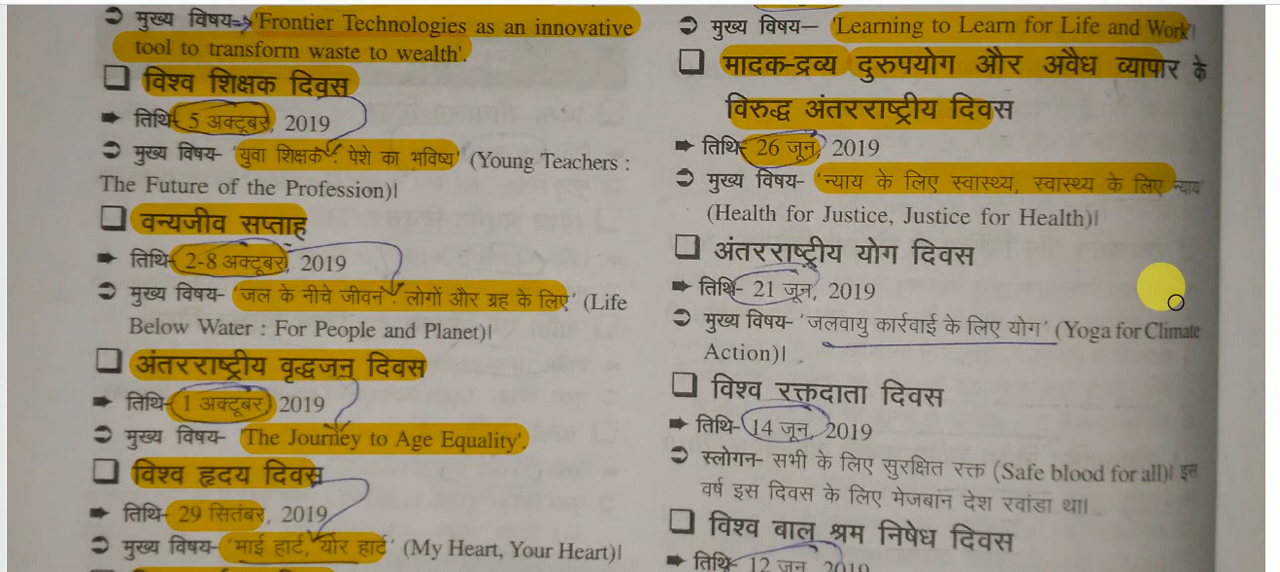 ➲ मुख्य विषय- 'Frontier Technologies as an innovative
tool to transform waste to wealth'.
❑ विश्व शिक्षक दिवस
➡ तिथि- 5 अक्टूबर, 2019
➲ मुख्य विषय- 'युवा शिक्षक : पेशे का भविष्य' (Young Teachers :
The Future of the Profession)।
❑ वन्यजीव सप्ताह
➡ तिथि- 2-8 अक्टूबर, 2019
➲ मुख्य विषय- 'जल के नीचे जीवन : लोगों और ग्रह के लिए' (Life
Below Water : For People and Planet)।
❑ अंतरराष्ट्रीय वृद्धजन दिवस
➡ तिथि- 1 अक्टूबर, 2019
➲ मुख्य विषय- 'The Journey to Age Equality'.
❑ विश्व हृदय दिवस
➡ तिथि- 29 सितंबर, 2019
➲ मुख्य विषय- 'माई हार्ट, योर हार्ट' (My Heart, Your Heart)।
➲ मुख्य विषय– 'Learning to Learn for Life and Work'।
❑ मादक-द्रव्य दुरुपयोग और अवैध व्यापार के
विरुद्ध अंतरराष्ट्रीय दिवस
➡ तिथि- 26 जून, 2019
➲ मुख्य विषय- 'न्याय के लिए स्वास्थ्य, स्वास्थ्य के लिए न्याय'
(Health for Justice, Justice for Health)।
❑ अंतरराष्ट्रीय योग दिवस
➡ तिथि- 21 जून, 2019
➲ मुख्य विषय- 'जलवायु कार्रवाई के लिए योग' (Yoga for Climate
Action)।
❑ विश्व रक्तदाता दिवस
➡ तिथि- 14 जून, 2019
➲ स्लोगन- सभी के लिए सुरक्षित रक्त (Safe blood for all)। इस
वर्ष इस दिवस के लिए मेजबान देश रवांडा था।
❑ विश्व बाल श्रम निषेध दिवस
➡ तिथि- 12 जून, 2019